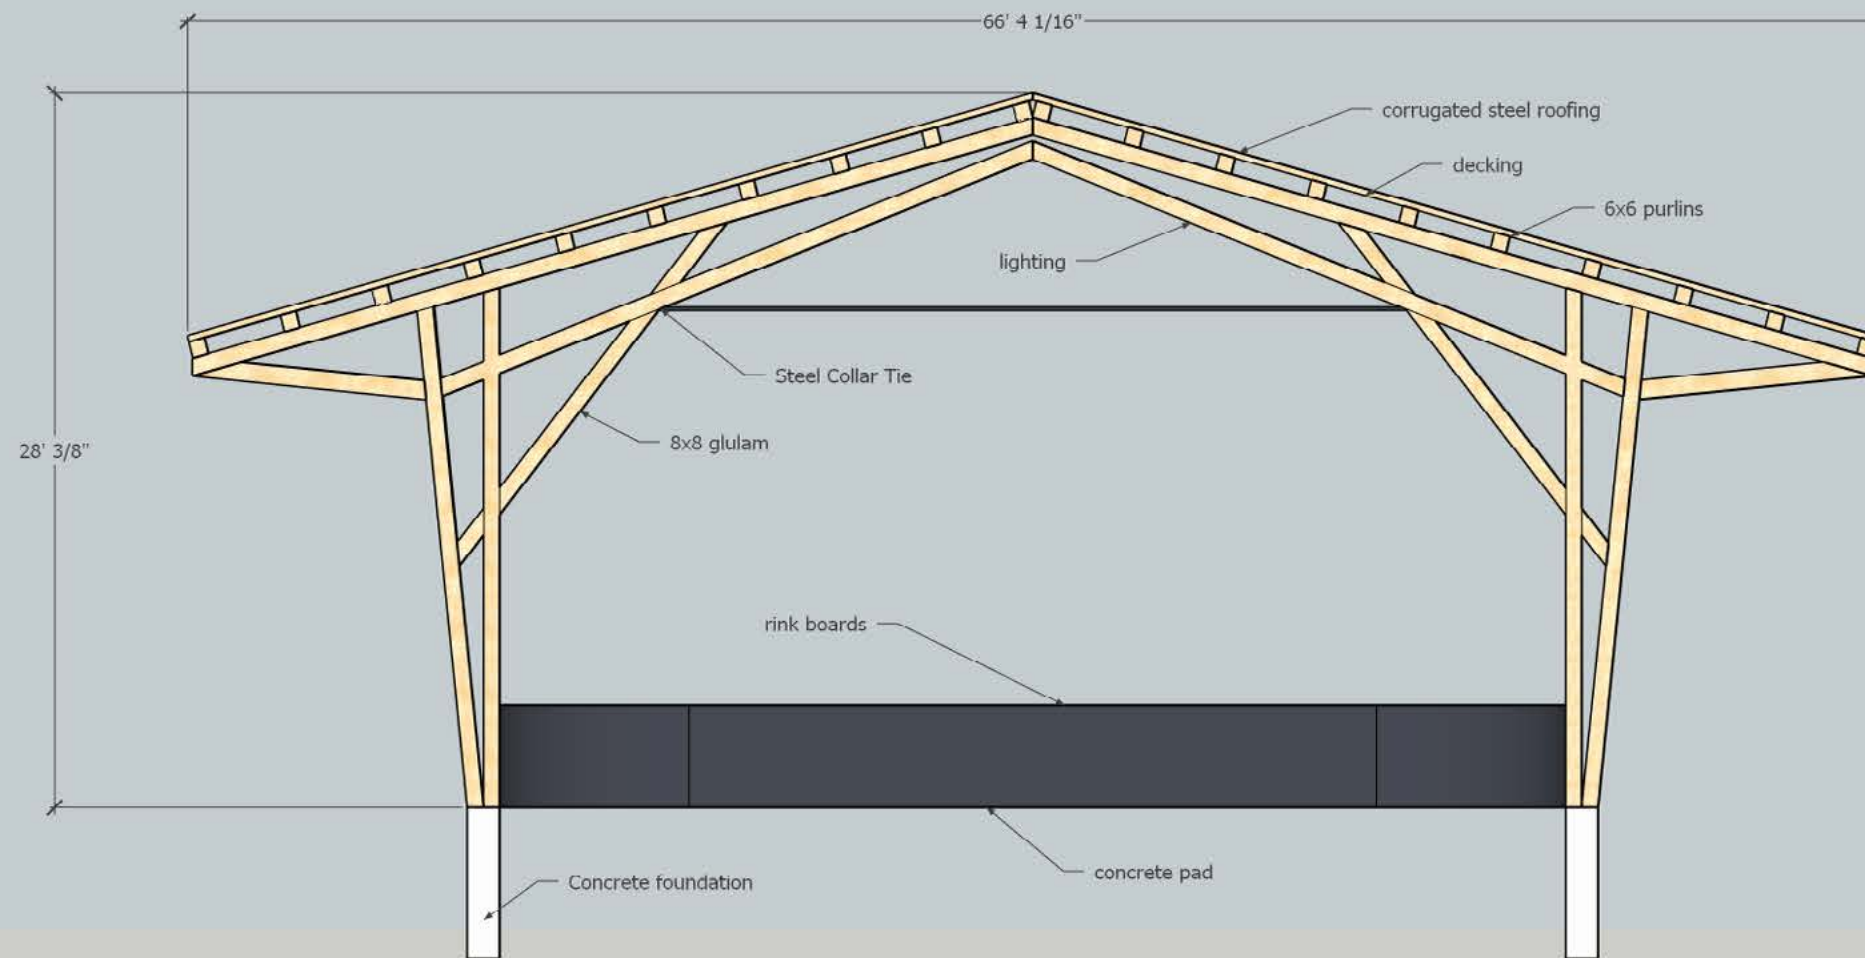 66' 4 1/16"
corrugated steel roofing
decking
6x6 purlins
lighting
Steel Collar Tie
8x8 glulam
28' 3/8"
rink boards
concrete pad
Concrete foundation